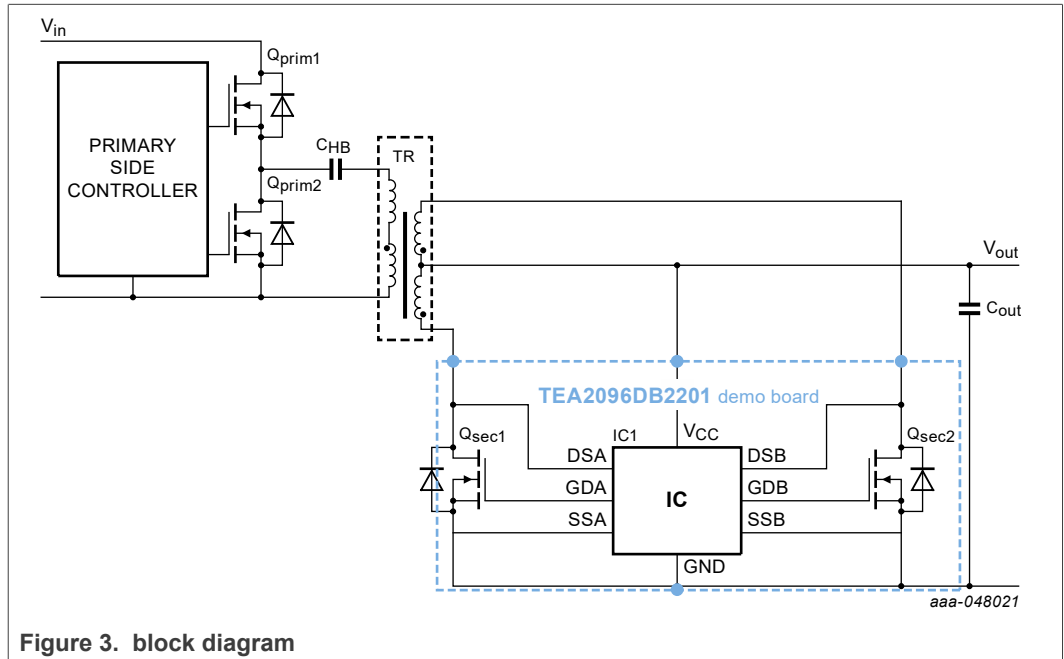 Vin
Qprim1
PRIMARY
SIDE
CONTROLLER
CHB
TR
Qprim2
Vout
Cout
TEA2096DB2201 demo board
Qsec1
IC1
VCC
Qsec2
DSA
DSB
GDA
IC
GDB
SSA
SSB
GND
aaa-048021
Figure 3. block diagram